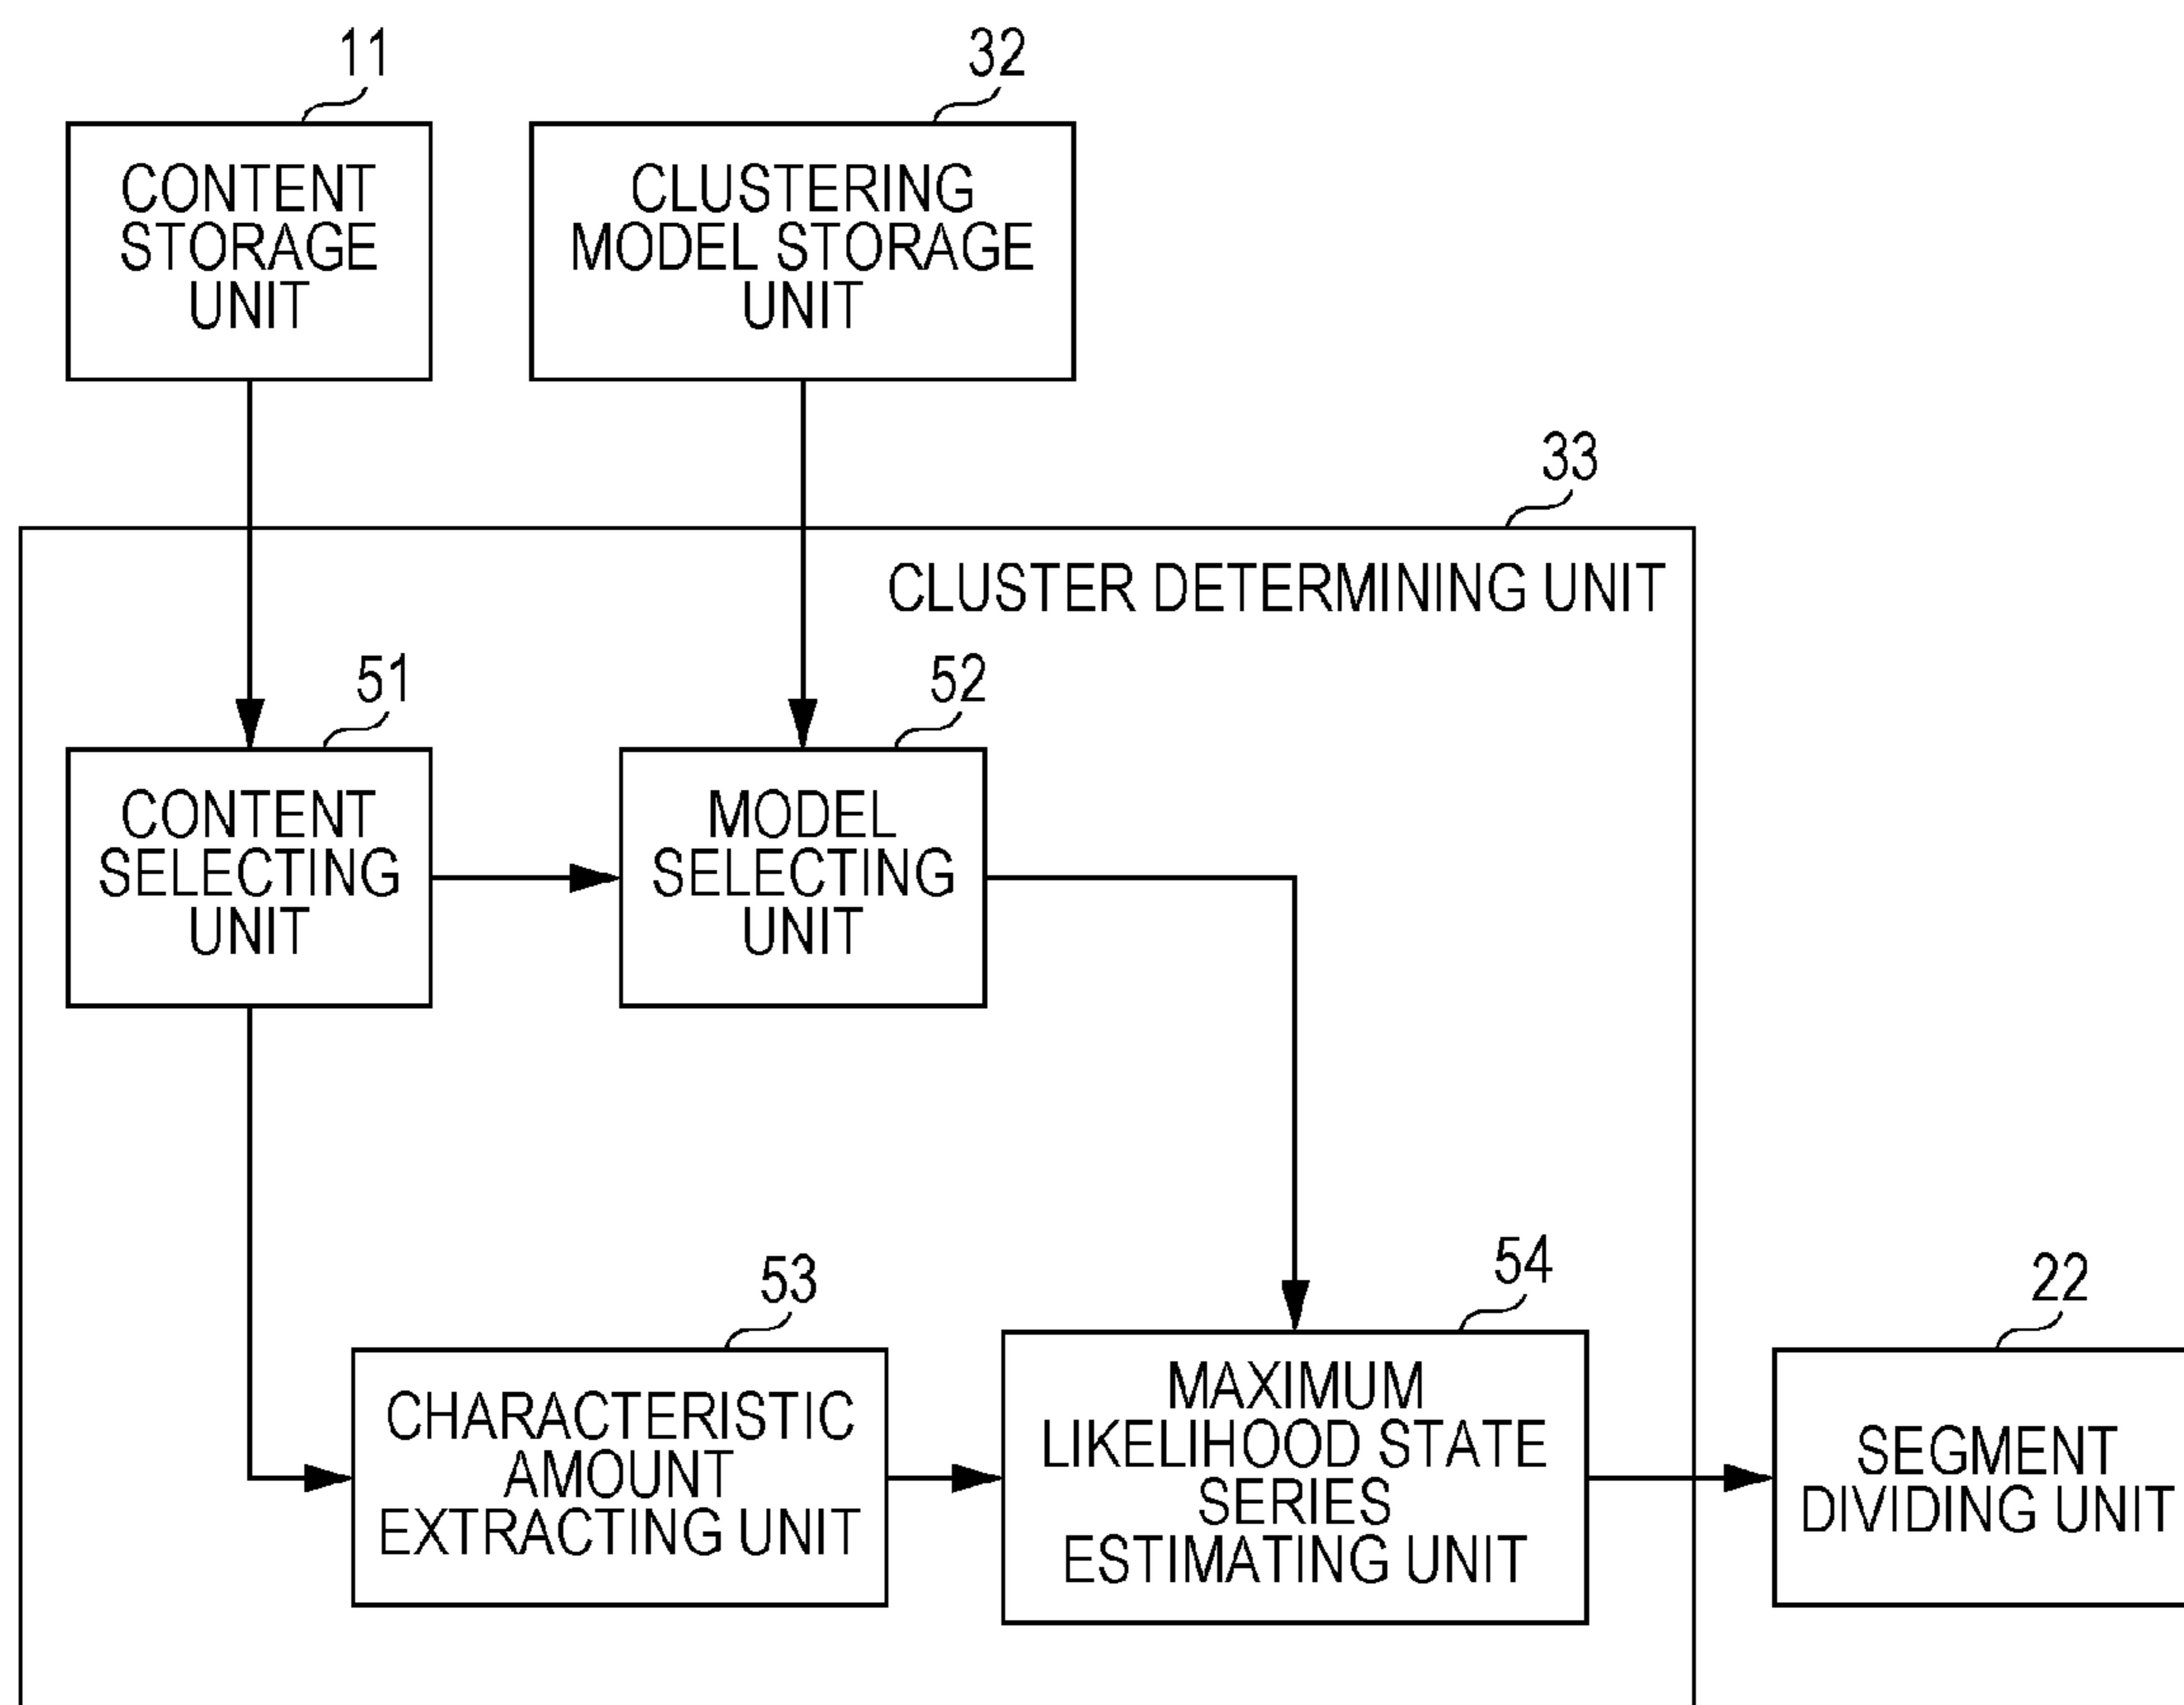 11
32
CONTENT
STORAGE
UNIT
CLUSTERING
MODEL STORAGE
UNIT
33
CLUSTER DETERMINING UNIT
51
52
CONTENT
SELECTING
UNIT
MODEL
SELECTING
UNIT
53
54
22
CHARACTERISTIC
AMOUNT
EXTRACTING UNIT
MAXIMUM
LIKELIHOOD STATE
SERIES
ESTIMATING UNIT
SEGMENT
DIVIDING UNIT